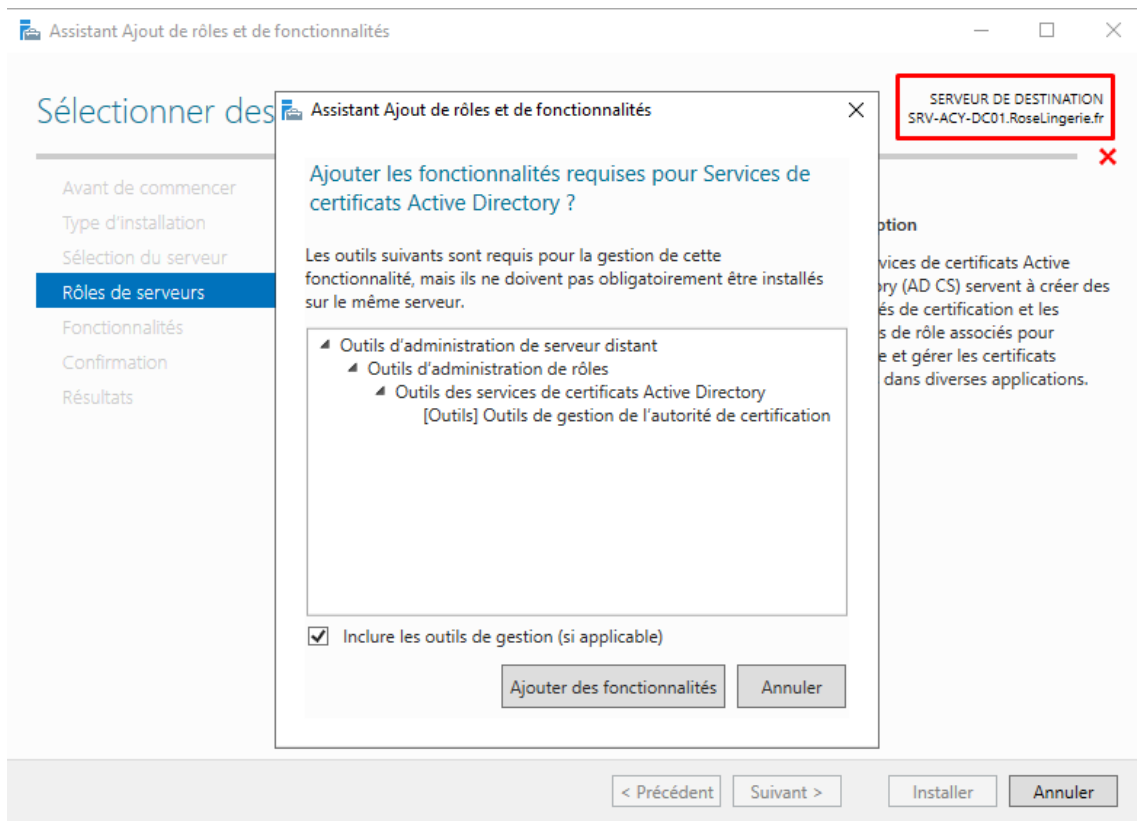 Assistant Ajout de rôles et de fonctionnalités
Sélectionner des
SERVEUR DE DESTINATION
SRV-ACY-DC01.RoseLingerie.fr
Avant de commencer
Type d'installation
Sélection du serveur
Rôles de serveurs
Fonctionnalités
Confirmation
Résultats
Assistant Ajout de rôles et de fonctionnalités
Ajouter les fonctionnalités requises pour Services de
certificats Active Directory ?
Les outils suivants sont requis pour la gestion de cette
fonctionnalité, mais ils ne doivent pas obligatoirement être installés
sur le même serveur.
Outils d'administration de serveur distant
Outils d'administration de rôles
Outils des services de certificats Active Directory
[Outils] Outils de gestion de l'autorité de certification
Inclure les outils de gestion (si applicable)
Ajouter des fonctionnalités
Annuler
ption
vices de certificats Active
ory (AD CS) servent à créer des
és de certification et les
s de rôle associés pour
e et gérer les certificats
dans diverses applications.
< Précédent
Suivant >
Installer
Annuler